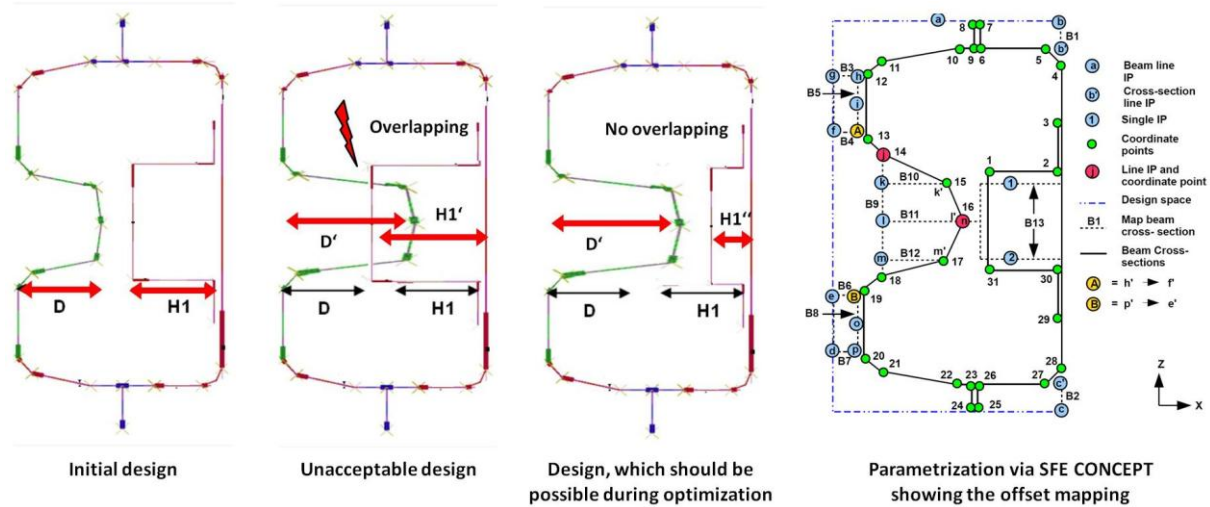 Overlapping
No overlapping
D
H1
D‘
H1‘
D
H1
D‘
H1‘‘
D
H1
a
b
B1
b'
8
7
10
9
6
5
4
11
12
g
B3
h
B5
i
f
B4
A
13
j
14
3
k
B10
15
k'
1
2
1
B9
l
B11
16
l'
n
B13
m
B12
m'
17
2
18
31
30
e
B6
B
19
B8
o
d
B7
p
20
21
29
28
22
23
26
27
c'
B2
24
25
c
a
Beam line
IP
b'
Cross-section
line IP
1
Single IP
Coordinate
points
j
Line IP and
coordinate point
Design space
B1
Map beam
cross- section
Beam Cross-
sections
A = h' f'
B = p' e'
Z
X
Initial design
Unacceptable design
Design, which should be
possible during optimization
Parametrization via SFE CONCEPT
showing the offset mapping